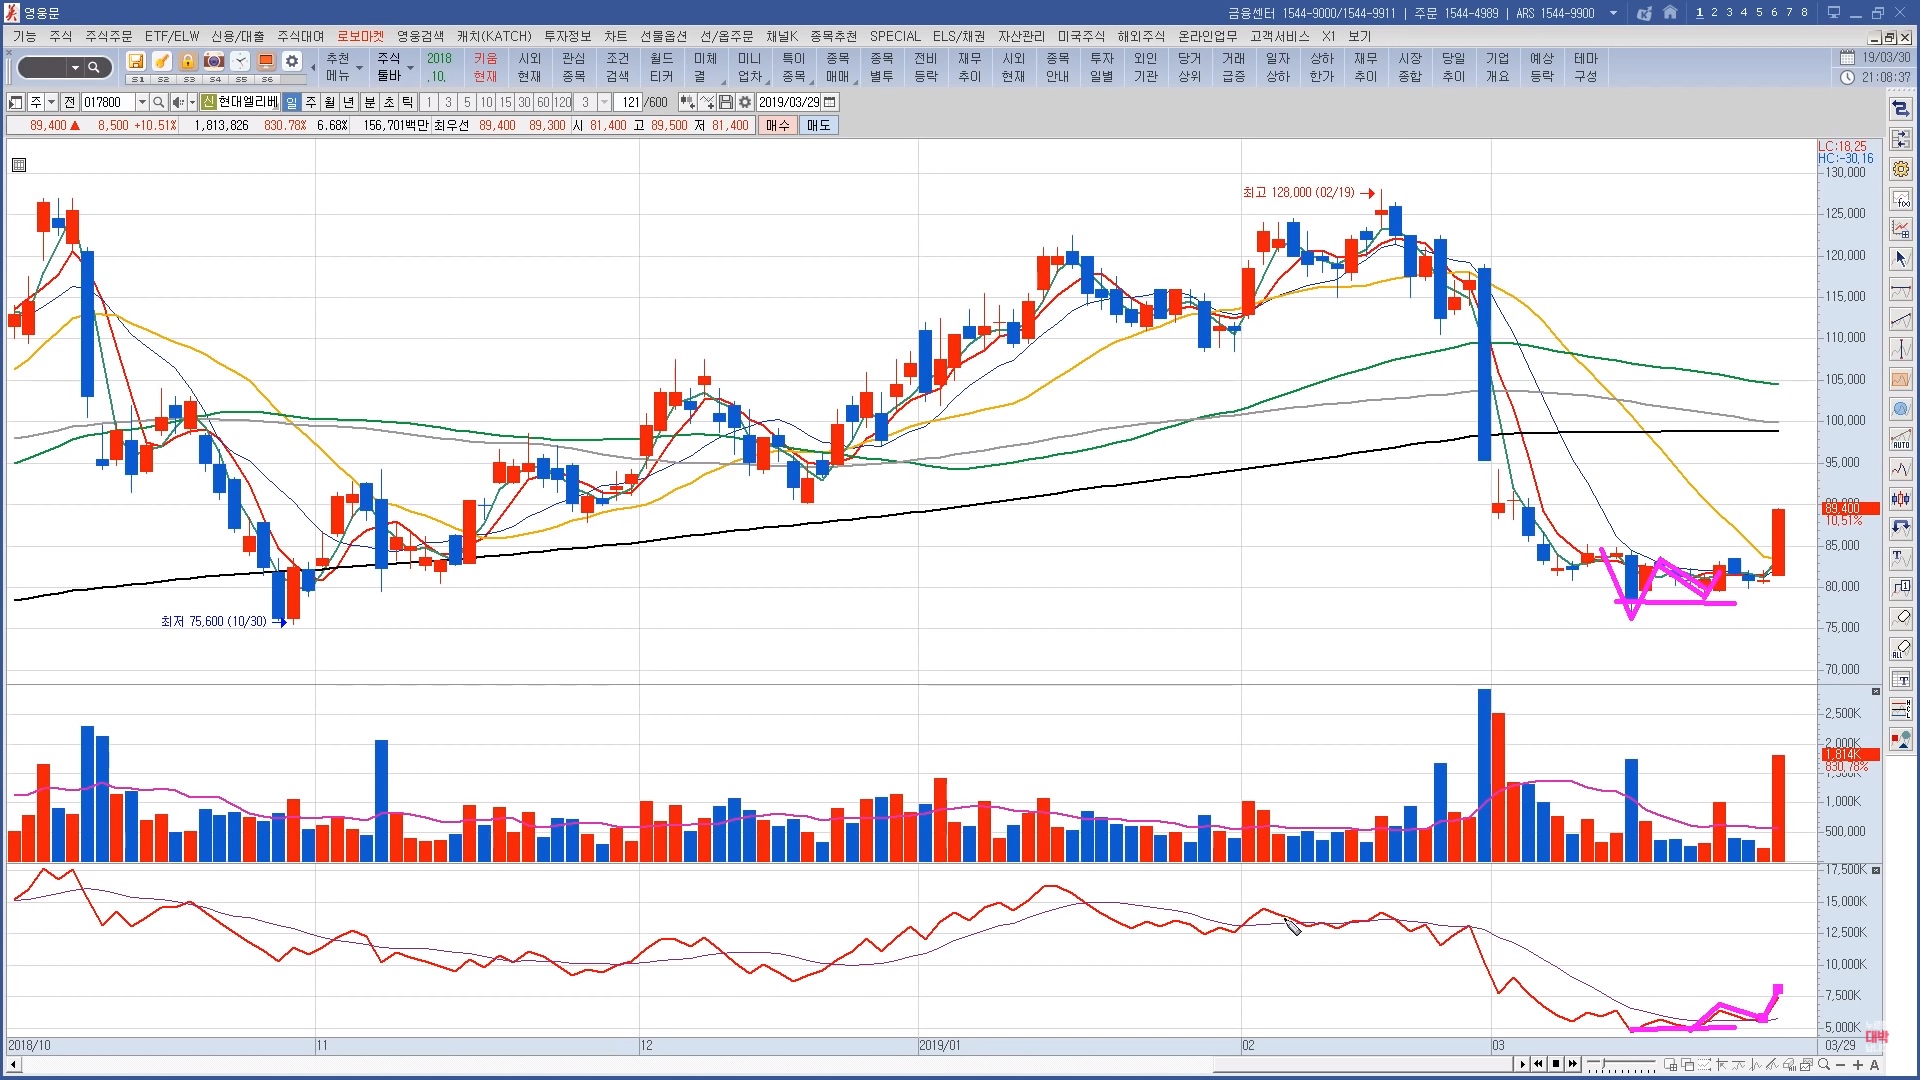 영웅문
금융센터 1544-9000/1544-9911 | 주문 1544-4989 | ARS 1544-9900
1 2 3 4 5 6 7 8
기능 주식 주식주문 ETF/ELW 신용/대출 주식대여 로보마켓 영웅검색 캐치(KATCH) 투자정보 차트 선물옵션 선/옵주문 채널K 종목추천 SPECIAL ELS/채권 자산관리 미국주식 해외주식 온라인업무 고객서비스 X1 보기
S1 S2 S3 S4 S5 S6
추천 주식 2018 키움 시외 관심 조건 월드 미체 미니 특이 종목 종목 전비 재무 시외 종목 투자 외인 당거 거래 일자 상하 재무 시장 당일 기업 예상 테마
메뉴 툴바 .10. 현재 현재 종목 검색 티커 결 업차 종목 매매 별투 등락 추이 현재 안내 일별 기관 상위 급증 상하 한가 추이 종합 추이 개요 등락 구성
19/03/30
21:08:37
주 전 017800 신 현대엘리베 일 주 월 년 분 초 틱 1 3 5 10 15 30 60 120 3 121 /600 2019/03/29
89,400 ▲ 8,500 +10.51% 1,813,826 830.78% 6.68% 156,701백만 최우선 89,400 89,300 시 81,400 고 89,500 저 81,400 매수 매도
LC:18.25
HC:-30.16
130,000
최고 128,000 (02/19)
125,000
120,000
115,000
110,000
105,000
100,000
95,000
89,400
10.51%
85,000
80,000
최저 75,600 (10/30)
75,000
70,000
2,500K
2,000K
1,814K
830.78%
1,000K
500,000
17,500K
15,000K
12,500K
10,000K
7,500K
5,000K
대박
2018/10 11 12 2019/01 02 03 03/29
A